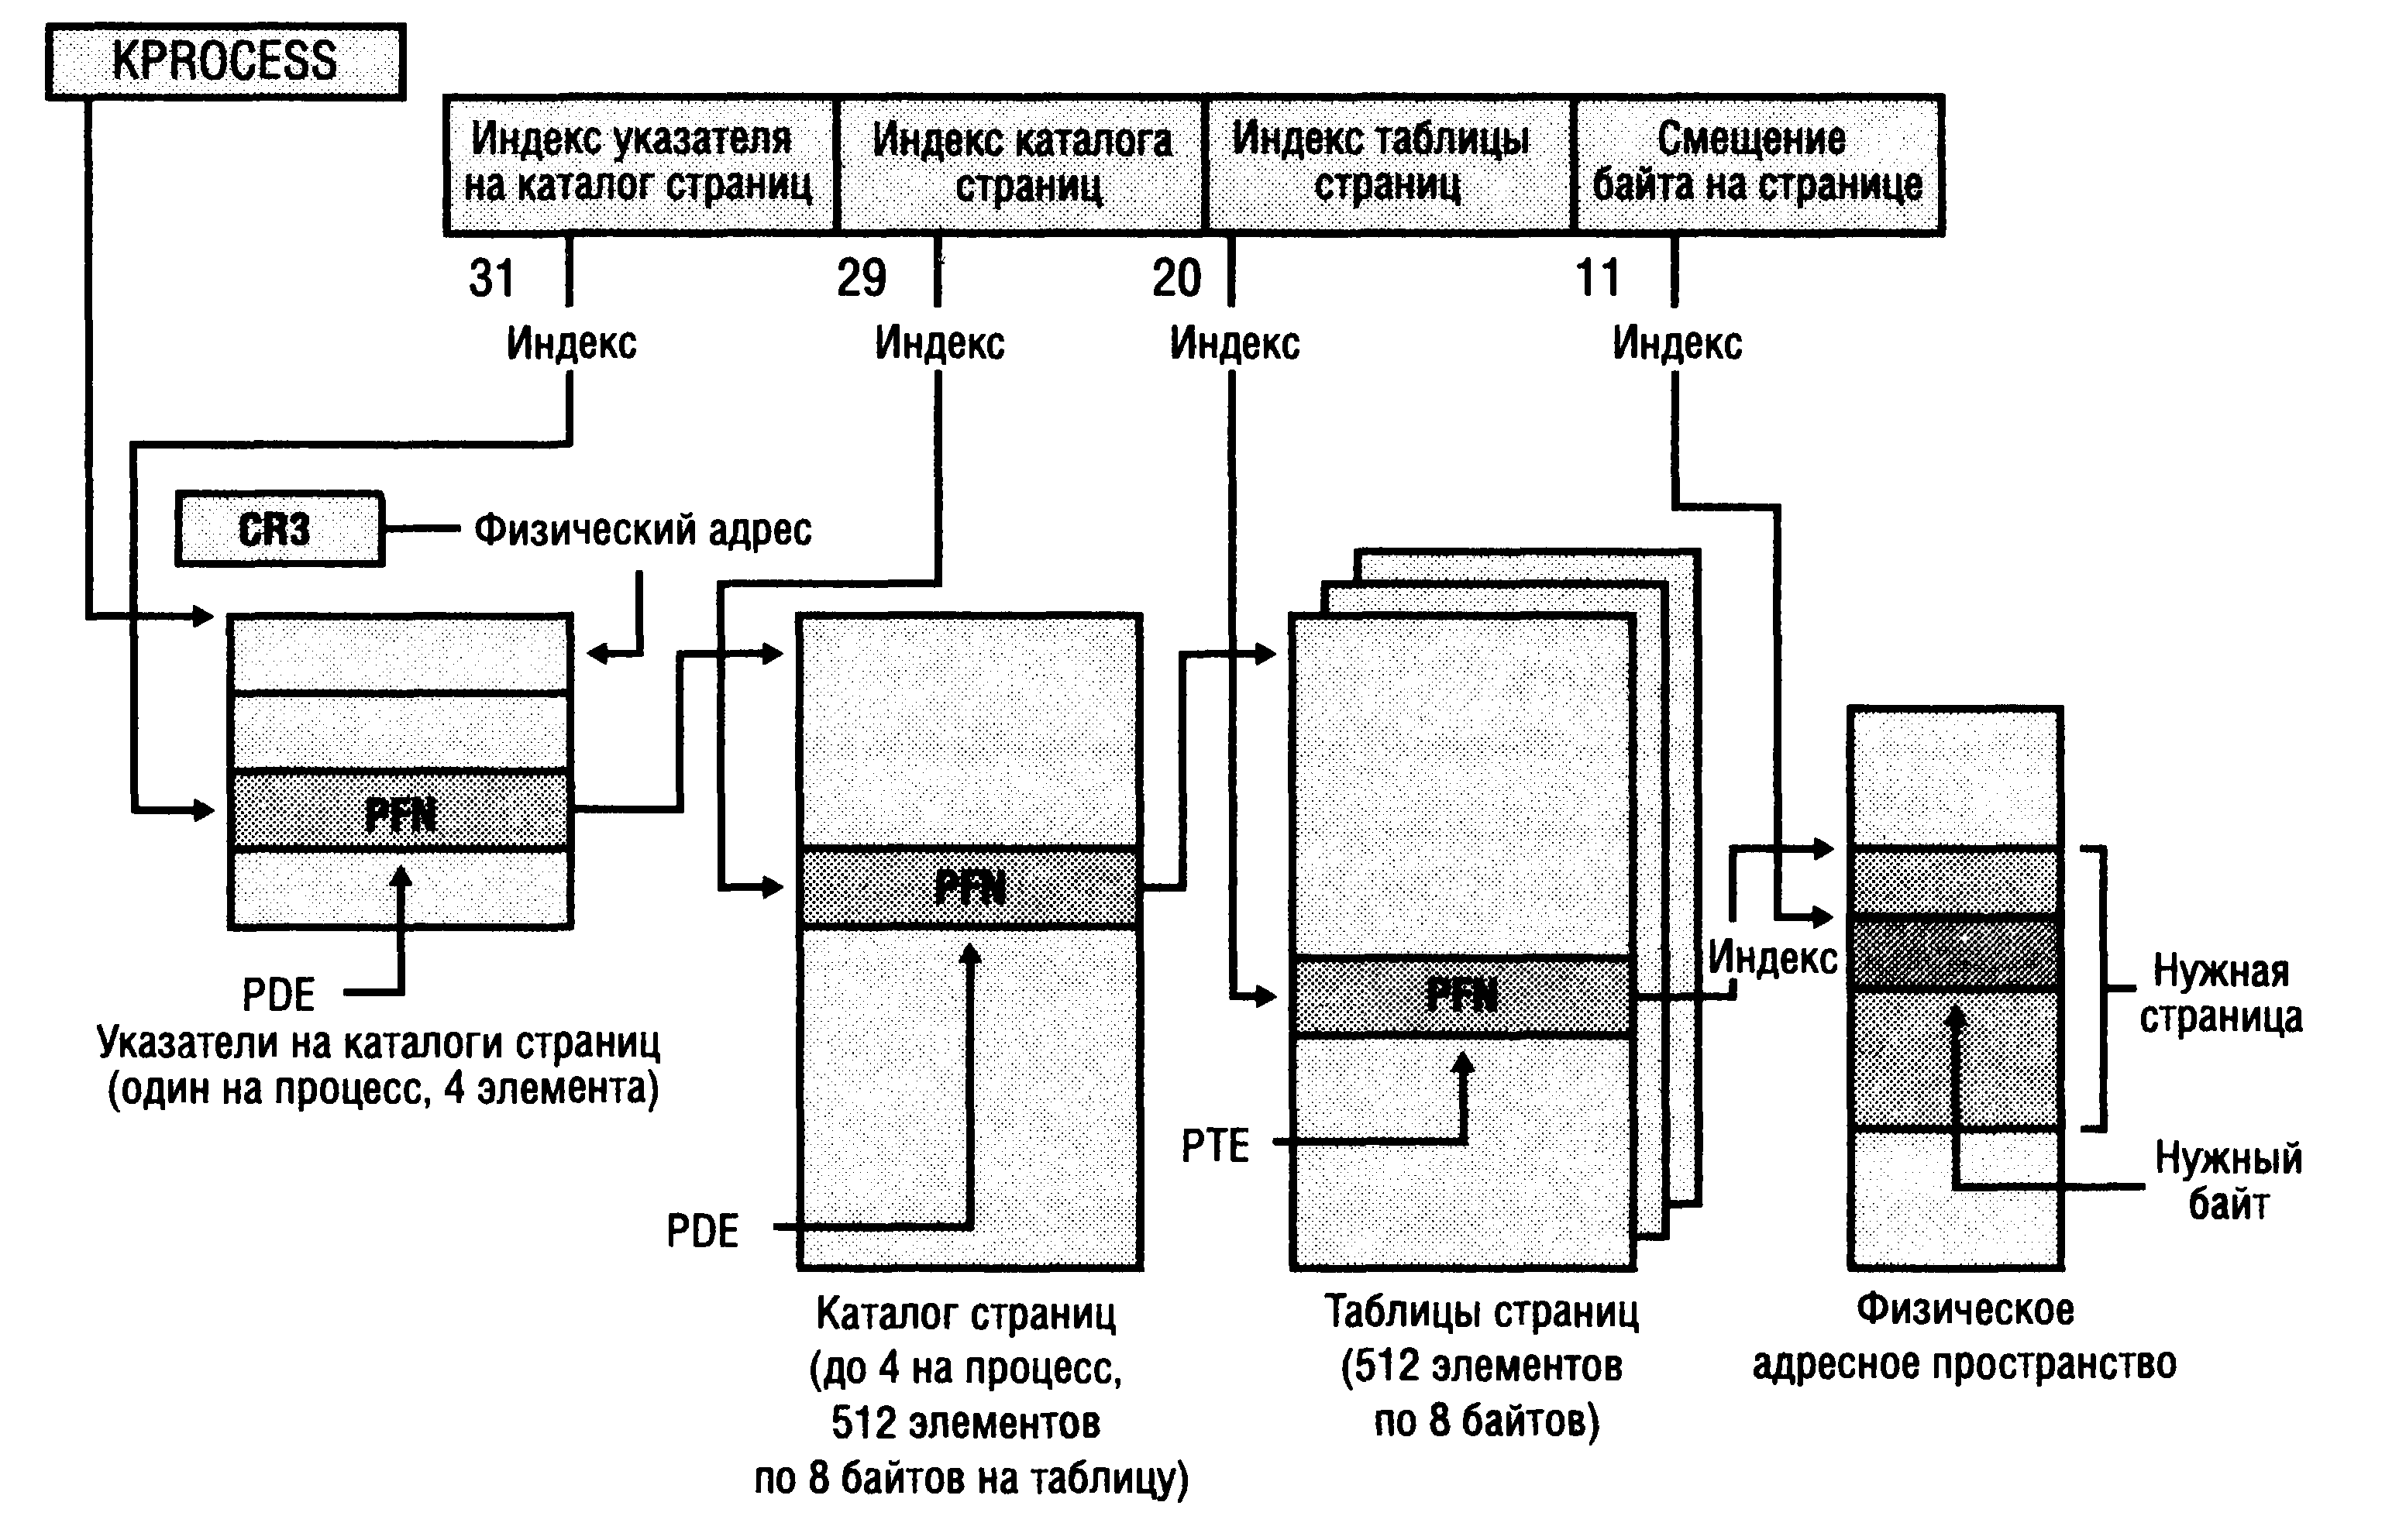 KPROCESS
Индекс указателя
на каталог страниц
Индекс каталога
страниц
Индекс таблицы
страниц
Смещение
байта на странице
31
29
20
11
Индекс
Индекс
Индекс
Индекс
CR3
Физический адрес
PFN
PFN
PFN
Индекс
PDE
Указатели на каталоги страниц
(один на процесс, 4 элемента)
Нужная
страница
PTE
Нужный
байт
PDE
Каталог страниц
(до 4 на процесс,
512 элементов
по 8 байтов на таблицу)
Таблицы страниц
(512 элементов
по 8 байтов)
Физическое
адресное пространство